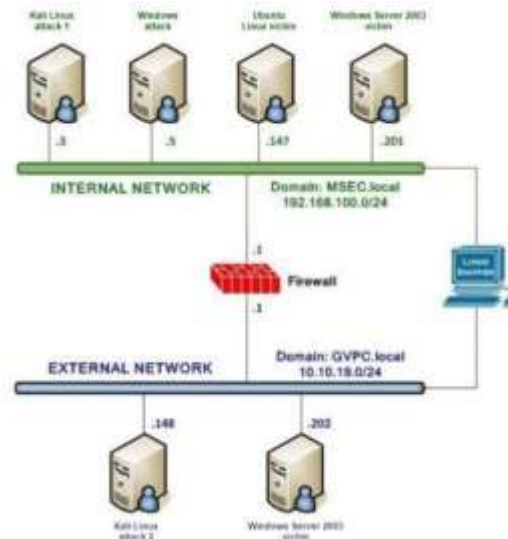 Kali Linux
attack 1
Windows
attack
Ubuntu
Linux victim
Windows Server 2003
victim
.3
.5
.147
.201
INTERNAL NETWORK
Domain: MSEC.local
192.168.100.0/24
.1
Firewall
.1
Linux
EXTERNAL NETWORK
Domain: GVPC.local
10.10.19.0/24
.148
.202
Kali Linux
attack 2
Windows Server 2003
victim